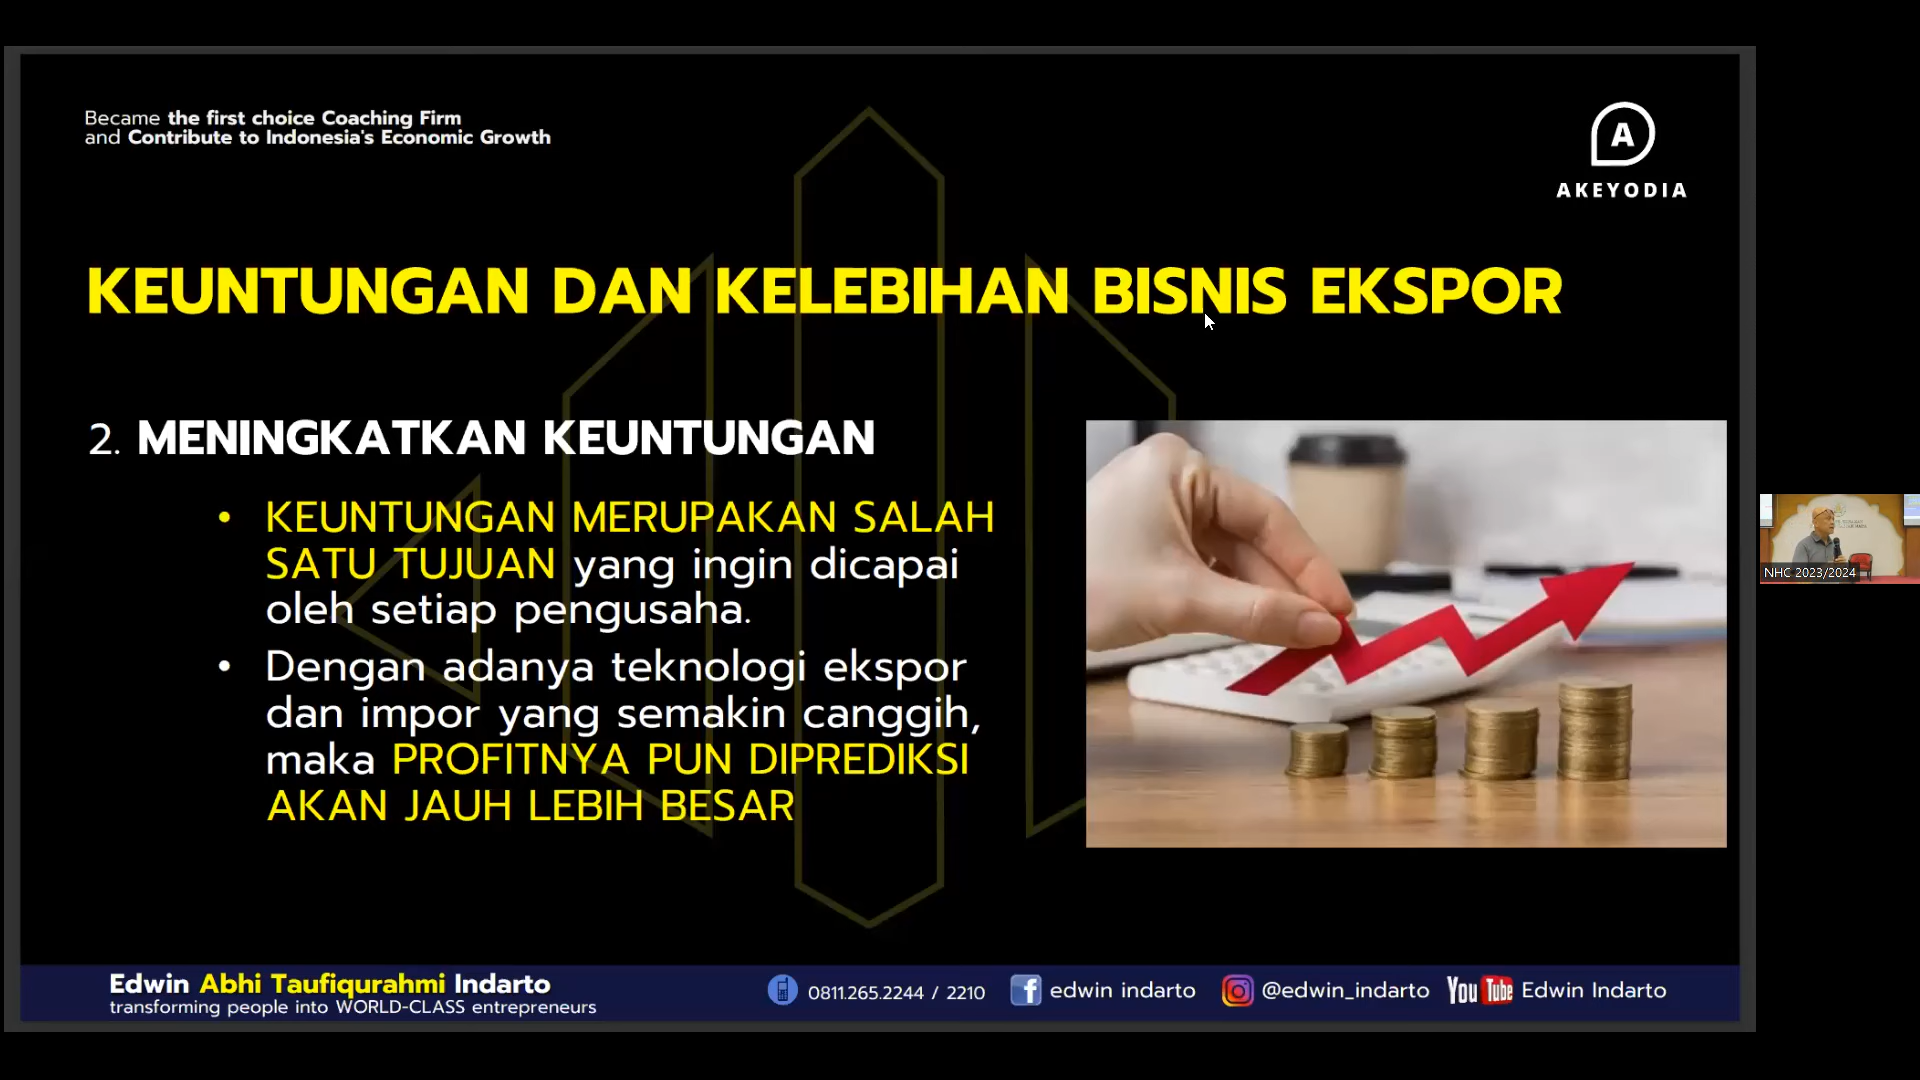 Became the first choice Coaching Firm
and Contribute to Indonesia's Economic Growth
A
AKEYODIA
KEUNTUNGAN DAN KELEBIHAN BISNIS EKSPOR
2. MENINGKATKAN KEUNTUNGAN
• KEUNTUNGAN MERUPAKAN SALAH
SATU TUJUAN yang ingin dicapai
oleh setiap pengusaha.
• Dengan adanya teknologi ekspor
dan impor yang semakin canggih,
maka PROFITNYA PUN DIPREDIKSI
AKAN JAUH LEBIH BESAR
NHC 2023/2024
Edwin Abhi Taufiqurahmi Indarto
transforming people into WORLD-CLASS entrepreneurs
0811.265.2244 / 2210
f edwin indarto
@edwin_indarto
You Tube Edwin Indarto